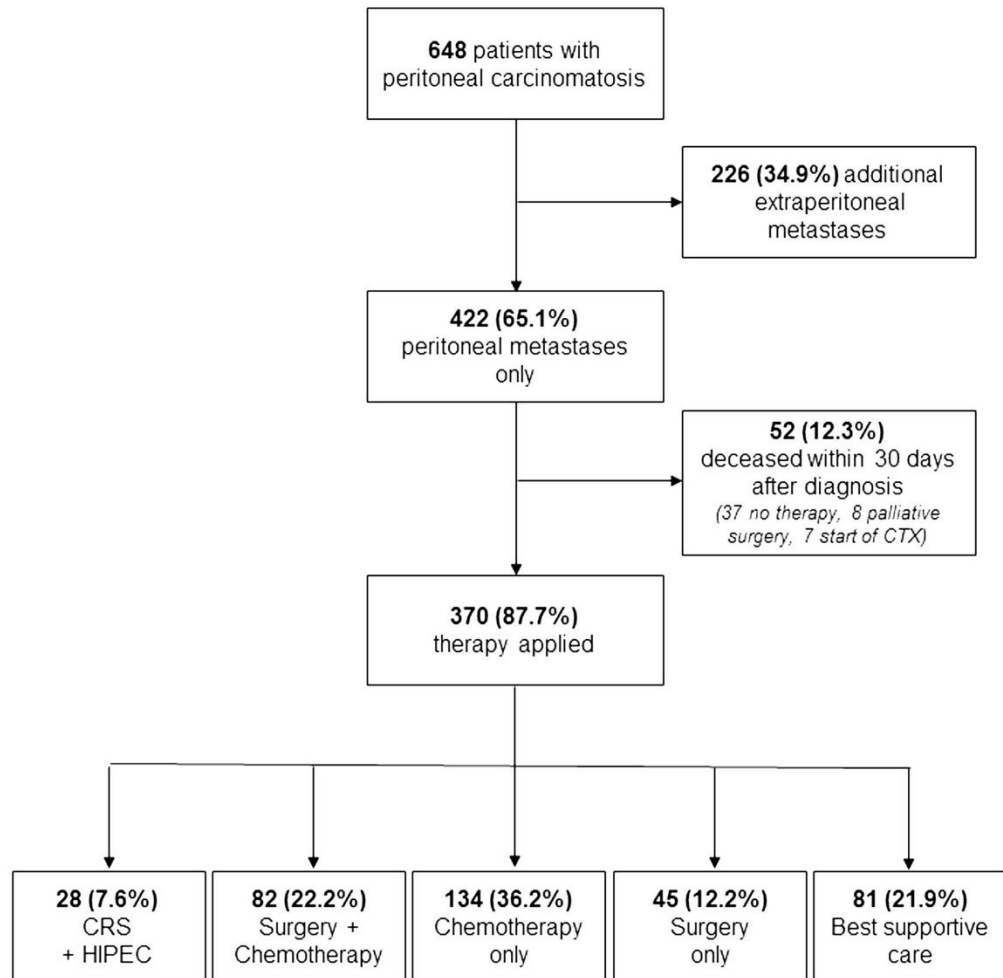 648 patients with
peritoneal carcinomatosis
226 (34.9%) additional
extraperitoneal
metastases
422 (65.1%)
peritoneal metastases
only
52 (12.3%)
deceased within 30 days
after diagnosis
(37 no therapy, 8 palliative
surgery, 7 start of CTX)
370 (87.7%)
therapy applied
28 (7.6%)
CRS
+ HIPEC
82 (22.2%)
Surgery +
Chemotherapy
134 (36.2%)
Chemotherapy
only
45 (12.2%)
Surgery
only
81 (21.9%)
Best supportive
care